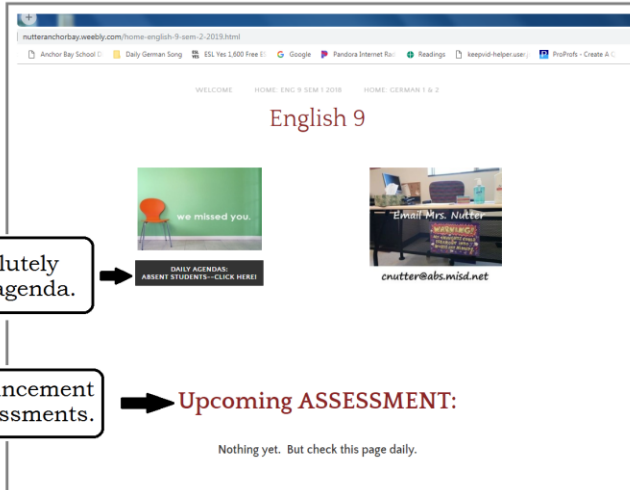 nutteranchorbay.weebly.com/home-english-9-sem-2-2019.html
Anchor Bay School D Daily German Song ESL Yes 1,600 Free E Google Pandora Internet Rad Readings keepvid-helper.user. ProProfs - Create A
WELCOME HOME: ENG 9 SEM 1 2018 HOME: GERMAN 1 & 2
English 9
we missed you.
Email Mrs. Nutter
WARNING!
DAILY AGENDAS:
ABSENT STUDENTS--CLICK HERE!
cnutter@abs.misd.net
lutely
agenda.
ncement
ssments.
Upcoming ASSESSMENT:
Nothing yet. But check this page daily.